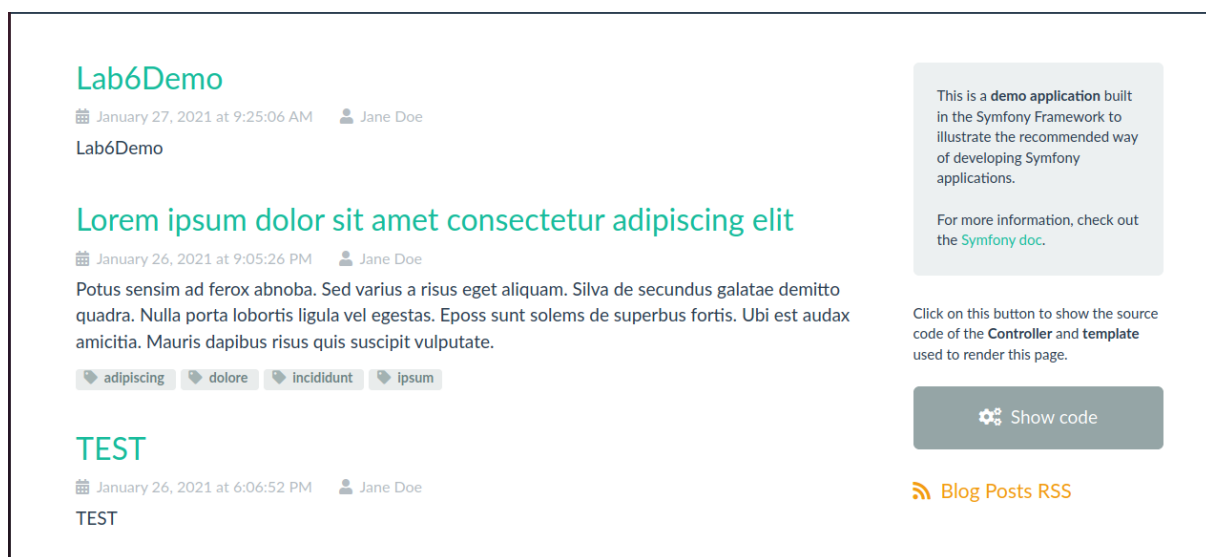 Lab6Demo
January 27, 2021 at 9:25:06 AM Jane Doe
Lab6Demo
Lorem ipsum dolor sit amet consectetur adipiscing elit
January 26, 2021 at 9:05:26 PM Jane Doe
Potus sensim ad ferox abnoba. Sed varius a risus eget aliquam. Silva de secundus galatae demitto
quadra. Nulla porta lobortis ligula vel egestas. Eposs sunt solems de superbus fortis. Ubi est audax
amicitia. Mauris dapibus risus quis suscipit vulputate.
adipiscing dolore incididunt ipsum
TEST
January 26, 2021 at 6:06:52 PM Jane Doe
TEST
This is a demo application built
in the Symfony Framework to
illustrate the recommended way
of developing Symfony
applications.
For more information, check out
the Symfony doc.
Click on this button to show the source
code of the Controller and template
used to render this page.
Show code
Blog Posts RSS